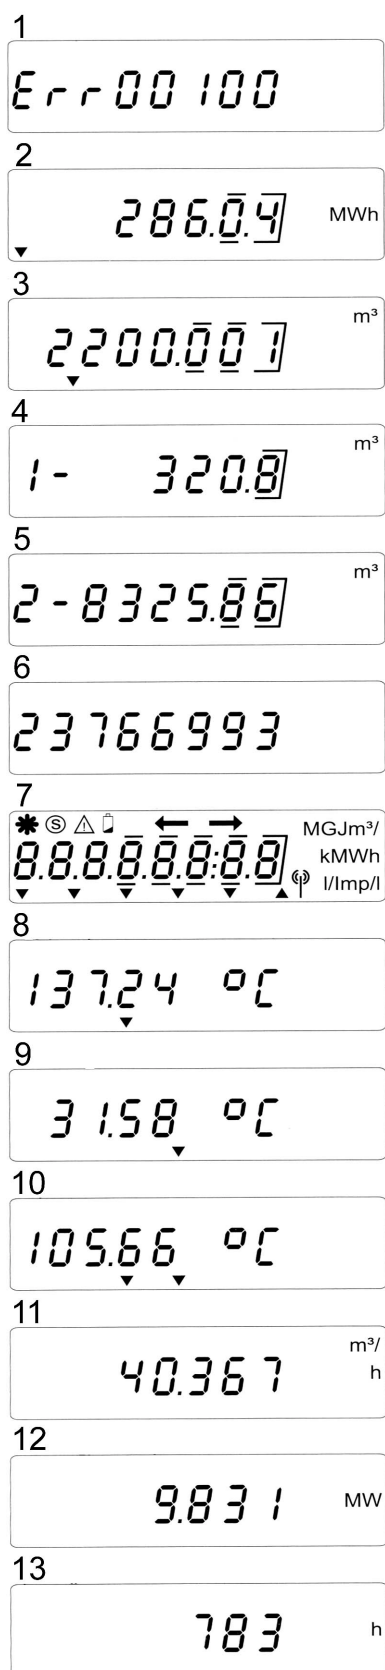 1
Err00100
2
286.0.4 MWh
3
2200.001 m³
4
1- 320.8 m³
5
2-8325.86 m³
6
23766993
7
S
MGJm³/
8.8.8.8.8.8:8.8 kMWh
l/Imp/l
8
137.24 °C
9
31.58 °C
10
105.66 °C
11
m³/
40.367 h
12
9.831 MW
13
783 h